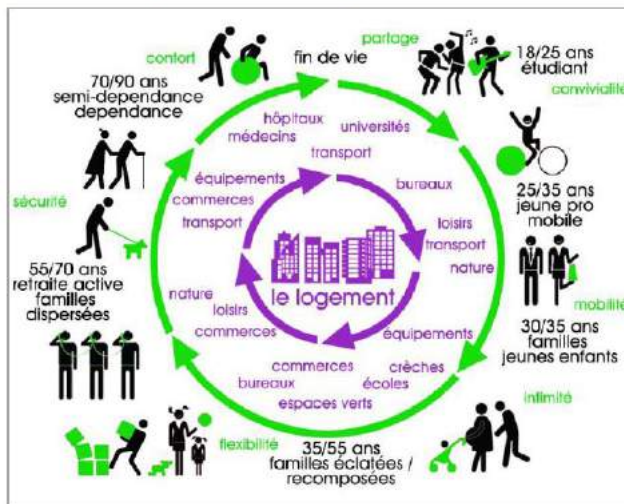 confort
fin de vie
partage
18/25 ans
étudiant
convivialité
70/90 ans
semi-dependance
dependance
hôpitaux
médecins
universités
transport
équipements
commerces
transport
bureaux
25/35 ans
jeune pro
mobile
sécurité
loisirs
transport
nature
le logement
55/70 ans
retraite active
familles
dispersées
nature
loisirs
commerces
mobilité
30/35 ans
familles
jeunes enfants
équipements
crèches
écoles
commerces
bureaux
espaces verts
intimité
flexibilité
35/55 ans
familles éclatées /
recomposées